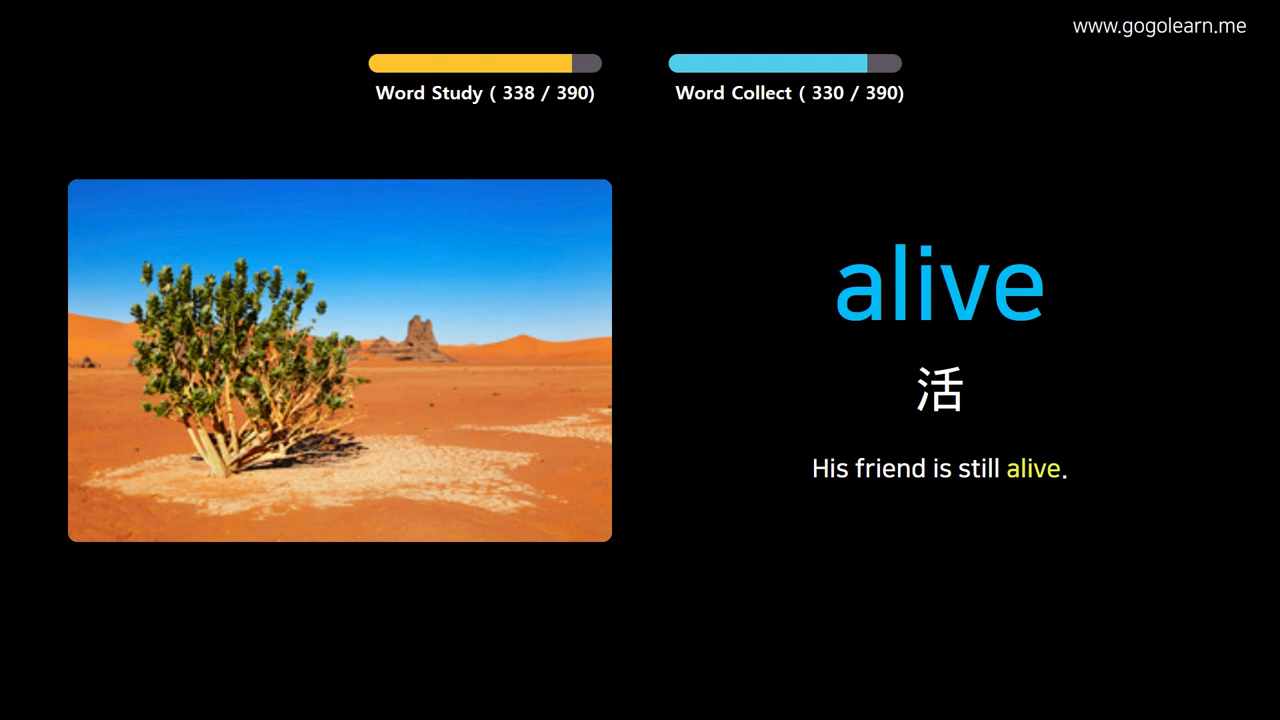 www.gogolearn.me
Word Study ( 338 / 390)
Word Collect ( 330 / 390)
alive
活
His friend is still alive.